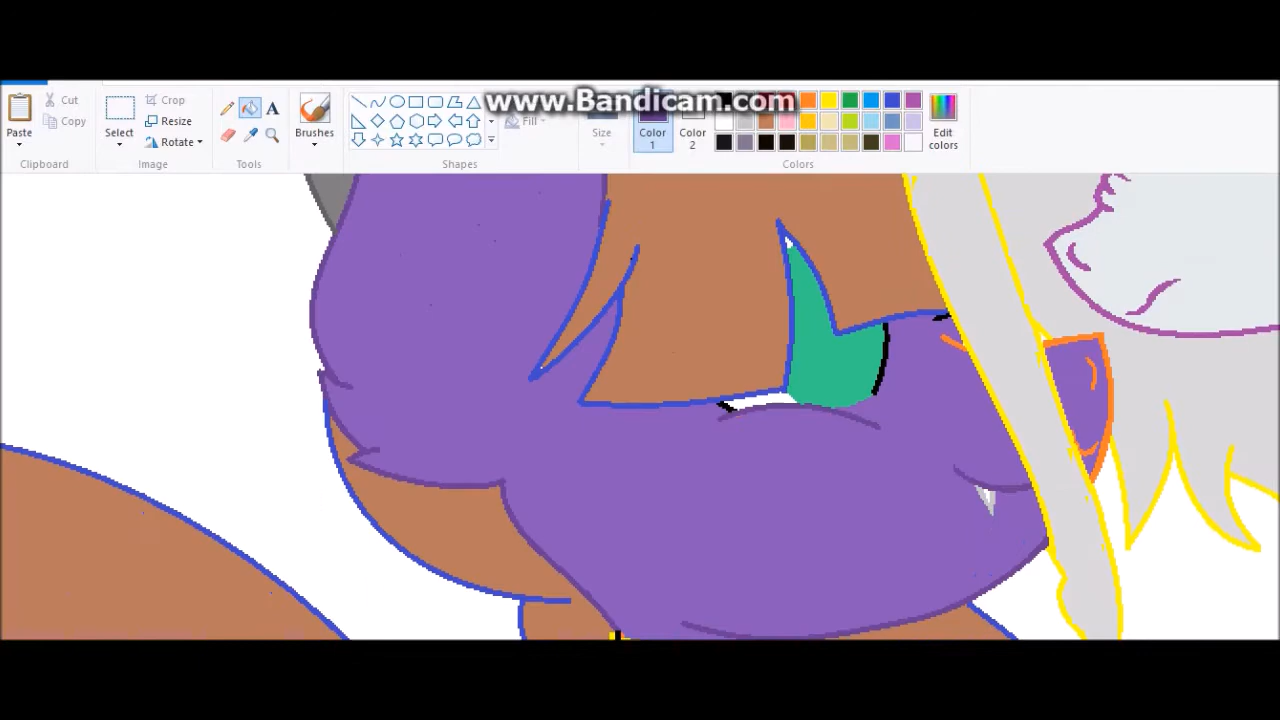 www.Bandicam.com
Cut
Copy
Paste
Clipboard
Select
Crop
Resize
Rotate
Image
A
Tools
Brushes
Fill
Shapes
Size
Color 1
Color 2
Edit colors
Colors